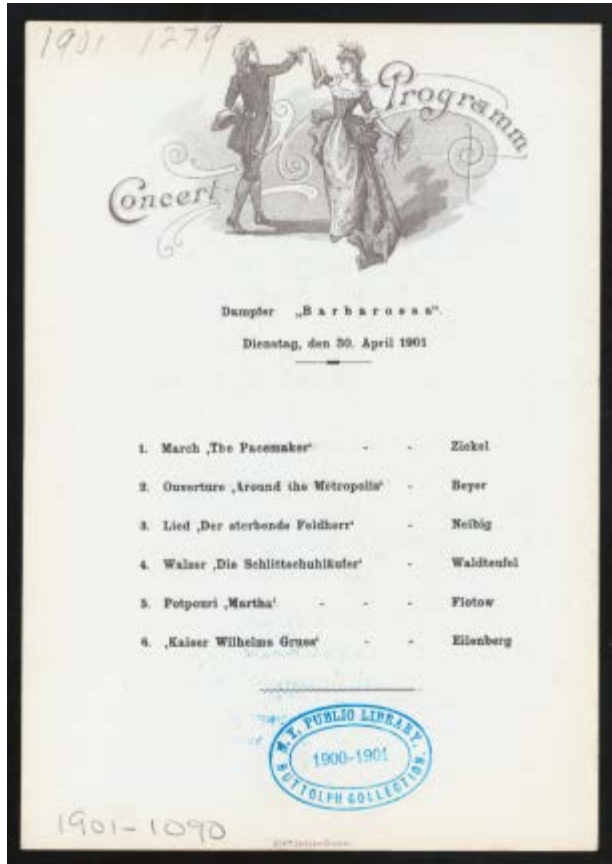 1901 1279
Concert-
Programm
Dampfer „Barbarossa“.
Dienstag, den 30. April 1901
1. March ‚The Pacemaker‘ - - Zickel
2. Ouverture ‚Around the Metropolis‘ - Beyer
3. Lied ‚Der sterbende Feldherr‘ - Neibig
4. Walzer ‚Die Schlittschuhläufer‘ - Waldteufel
5. Potpouri ‚Martha‘ - - - Flotow
6. ‚Kaiser Wilhelms Gruss‘ - - Eilenberg
N. Y. PUBLIC LIBRARY,
1900-1901
BUTTOLPH COLLECTION.
1901-1090